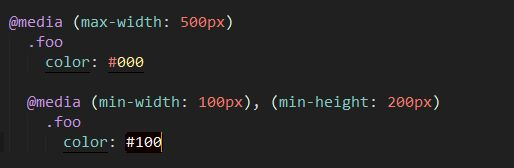 @media (max-width: 500px)
.foo
color: #000
@media (min-width: 100px), (min-height: 200px)
.foo
color: #100